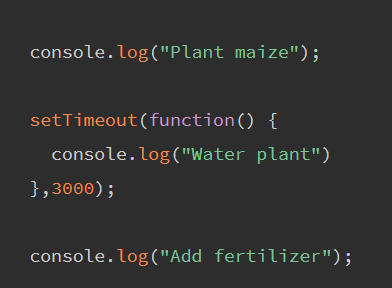 console.log("Plant maize");
setTimeout(function() {
  console.log("Water plant")
},3000);
console.log("Add fertilizer");